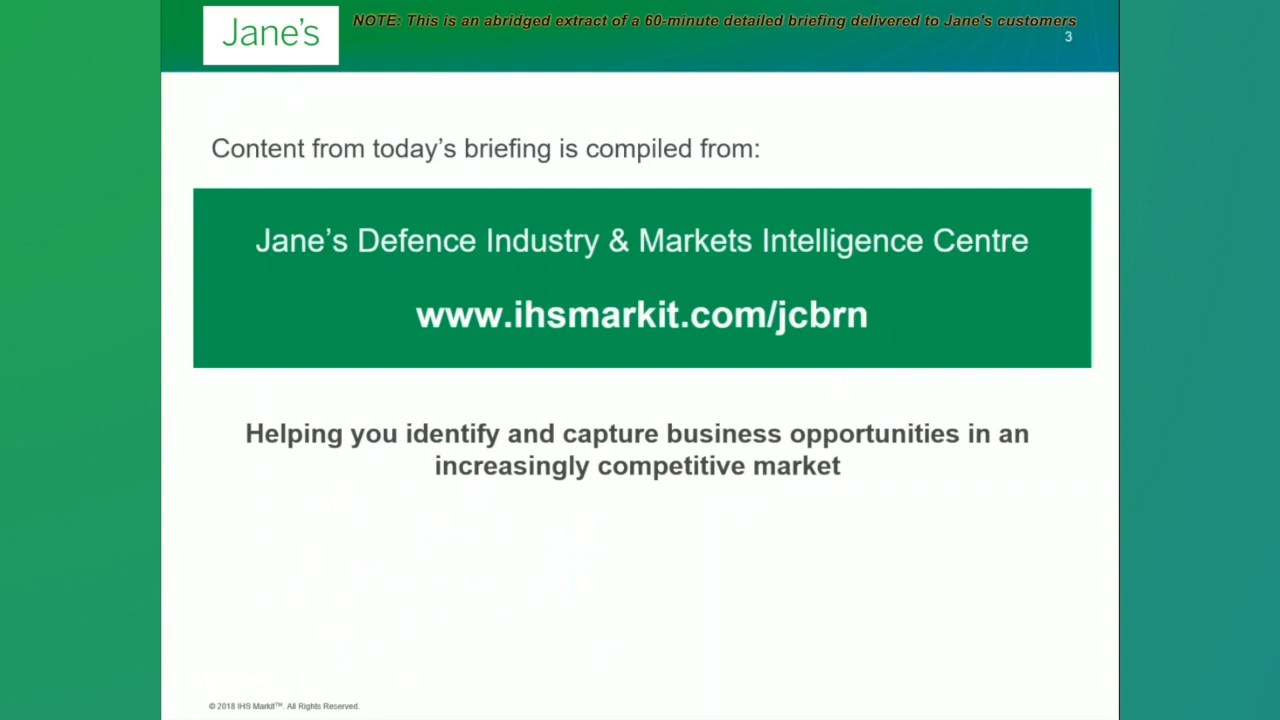 Jane's
NOTE: This is an abridged extract of a 60-minute detailed briefing delivered to Jane's customers
3
Content from today's briefing is compiled from:
Jane's Defence Industry & Markets Intelligence Centre
www.ihsmarkit.com/jcbrn
Helping you identify and capture business opportunities in an
increasingly competitive market
© 2018 IHS Markit™. All Rights Reserved.